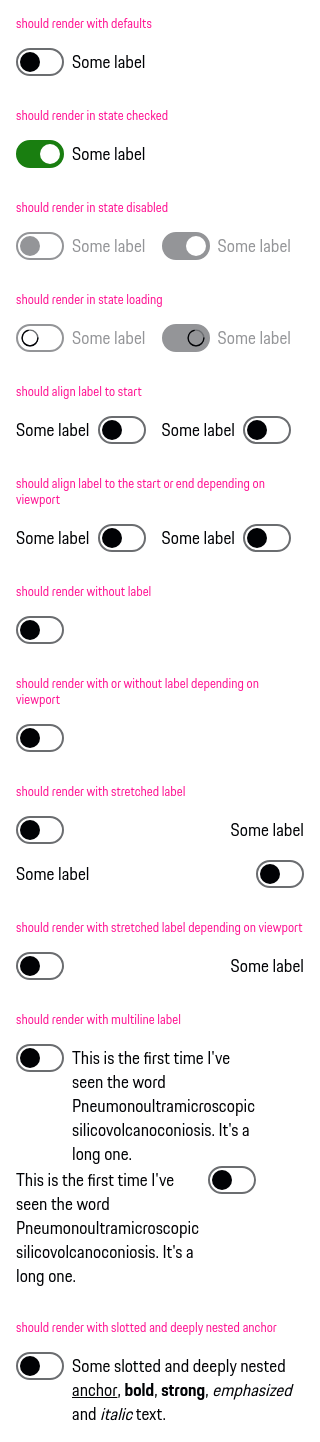 should render with defaults
Some label
should render in state checked
Some label
should render in state disabled
Some label Some label
should render in state loading
Some label Some label
should align label to start
Some label Some label
should align label to the start or end depending on
viewport
Some label Some label
should render without label
should render with or without label depending on
viewport
should render with stretched label
Some label
Some label
should render with stretched label depending on viewport
Some label
should render with multiline label
This is the first time I've
seen the word
Pneumonoultramicroscopic
silicovolcanoconiosis. It's a
long one.
This is the first time I've
seen the word
Pneumonoultramicroscopic
silicovolcanoconiosis. It's a
long one.
should render with slotted and deeply nested anchor
Some slotted and deeply nested
anchor, bold, strong, emphasized
and italic text.